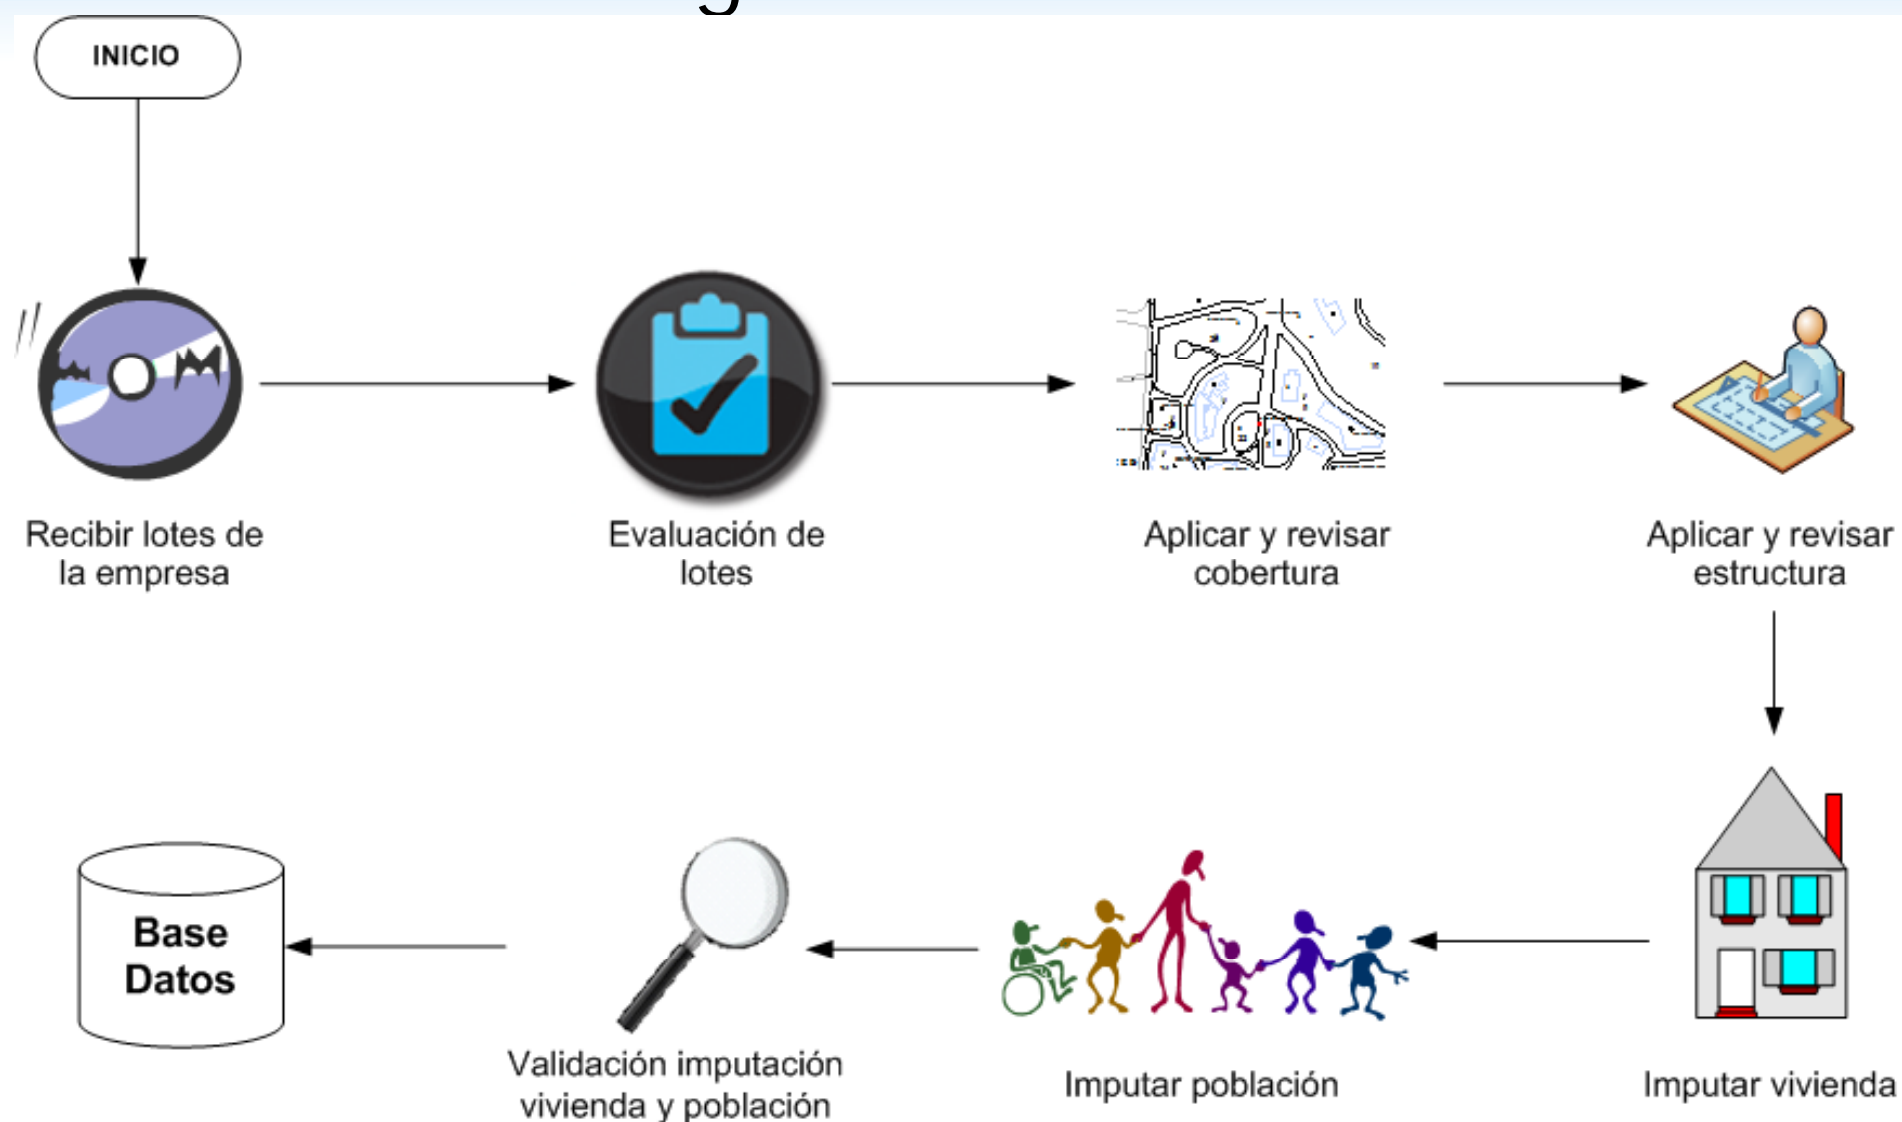 INICIO
Recibir lotes de
la empresa
Evaluación de
lotes
Aplicar y revisar
cobertura
Aplicar y revisar
estructura
Base
Datos
Validación imputación
vivienda y población
Imputar población
Imputar vivienda